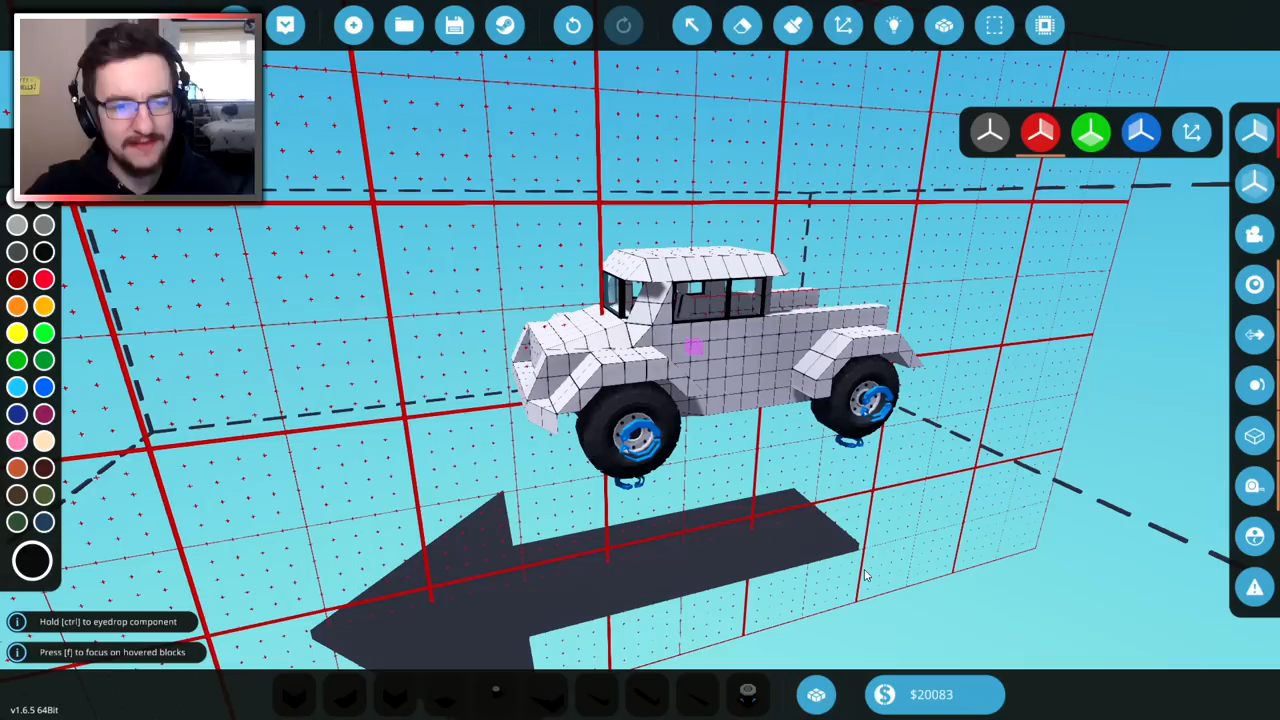 Hold [ctrl] to eyedrop component
Press [f] to focus on hovered blocks
$20083
v1.6.5 64Bit